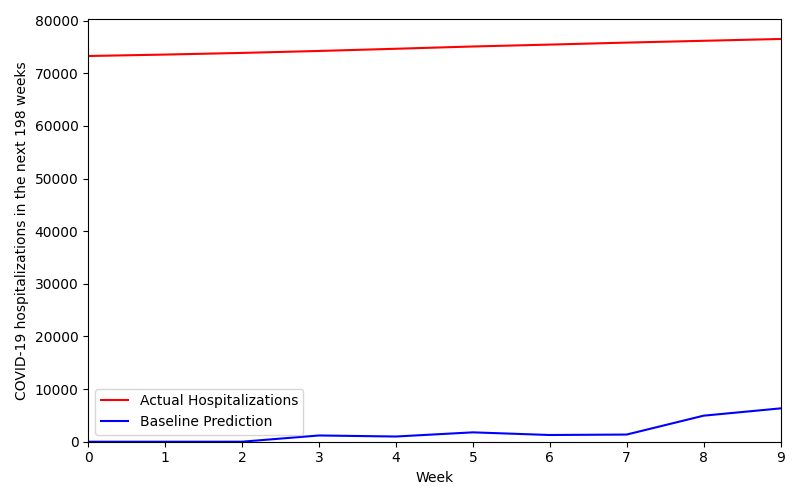 80000
70000
60000
50000
40000
30000
20000
10000
0
COVID-19 hospitalizations in the next 198 weeks
Actual Hospitalizations
Baseline Prediction
0 1 2 3 4 5 6 7 8 9
Week